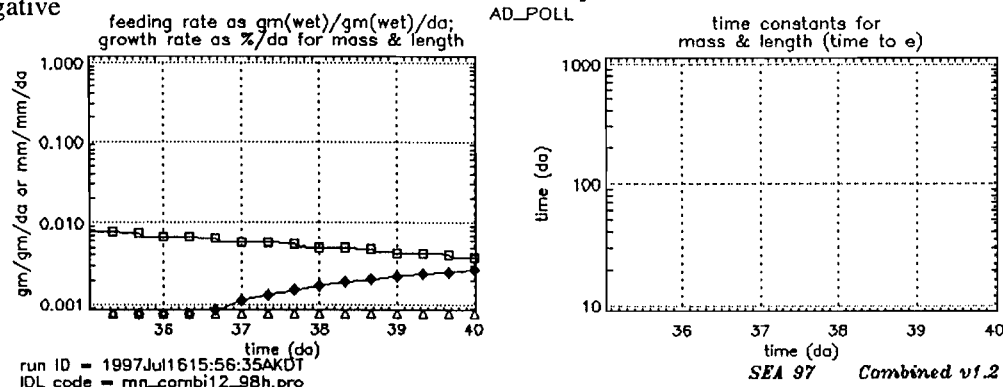 gative
AD_POLL
feeding rate as gm(wet)/gm(wet)/da;
growth rate as %/da for mass & length
gm/gm/da or mm/mm/da
1.000
0.100
0.010
0.001
36 37 38 39 40
time (da)
run ID = 1997Jul1615:56:35AKDT
IDL code = mn_combi12_98h.pro
time constants for
mass & length (time to e)
time (da)
1000
100
10
36 37 38 39 40
time (da)
SEA 97 Combined v1.2